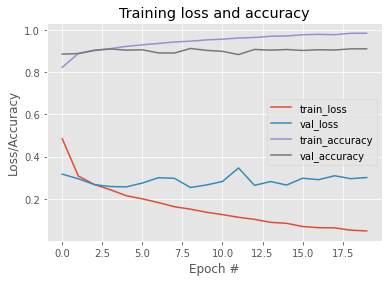 Training loss and accuracy
1.0
0.8
0.6
0.4
0.2
Loss/Accuracy
train_loss
val_loss
train_accuracy
val_accuracy
0.0 2.5 5.0 7.5 10.0 12.5 15.0 17.5
Epoch #